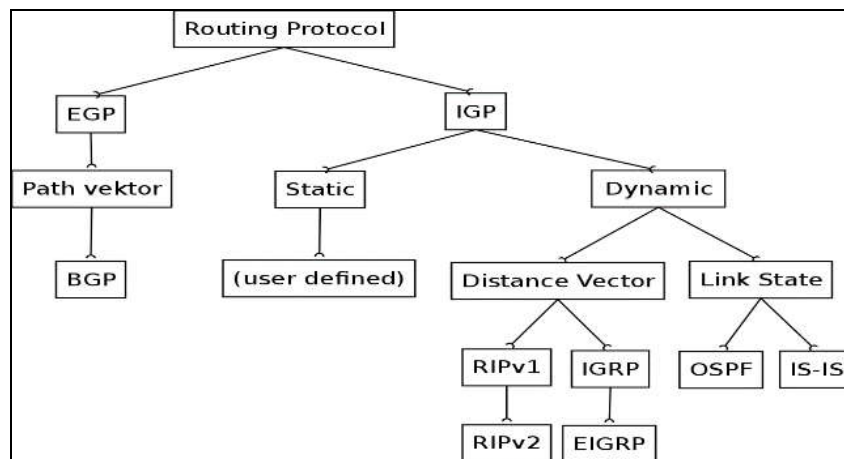 Routing Protocol
EGP
IGP
Path vektor
Static
Dynamic
BGP
(user defined)
Distance Vector
Link State
RIPv1
IGRP
OSPF
IS-IS
RIPv2
EIGRP